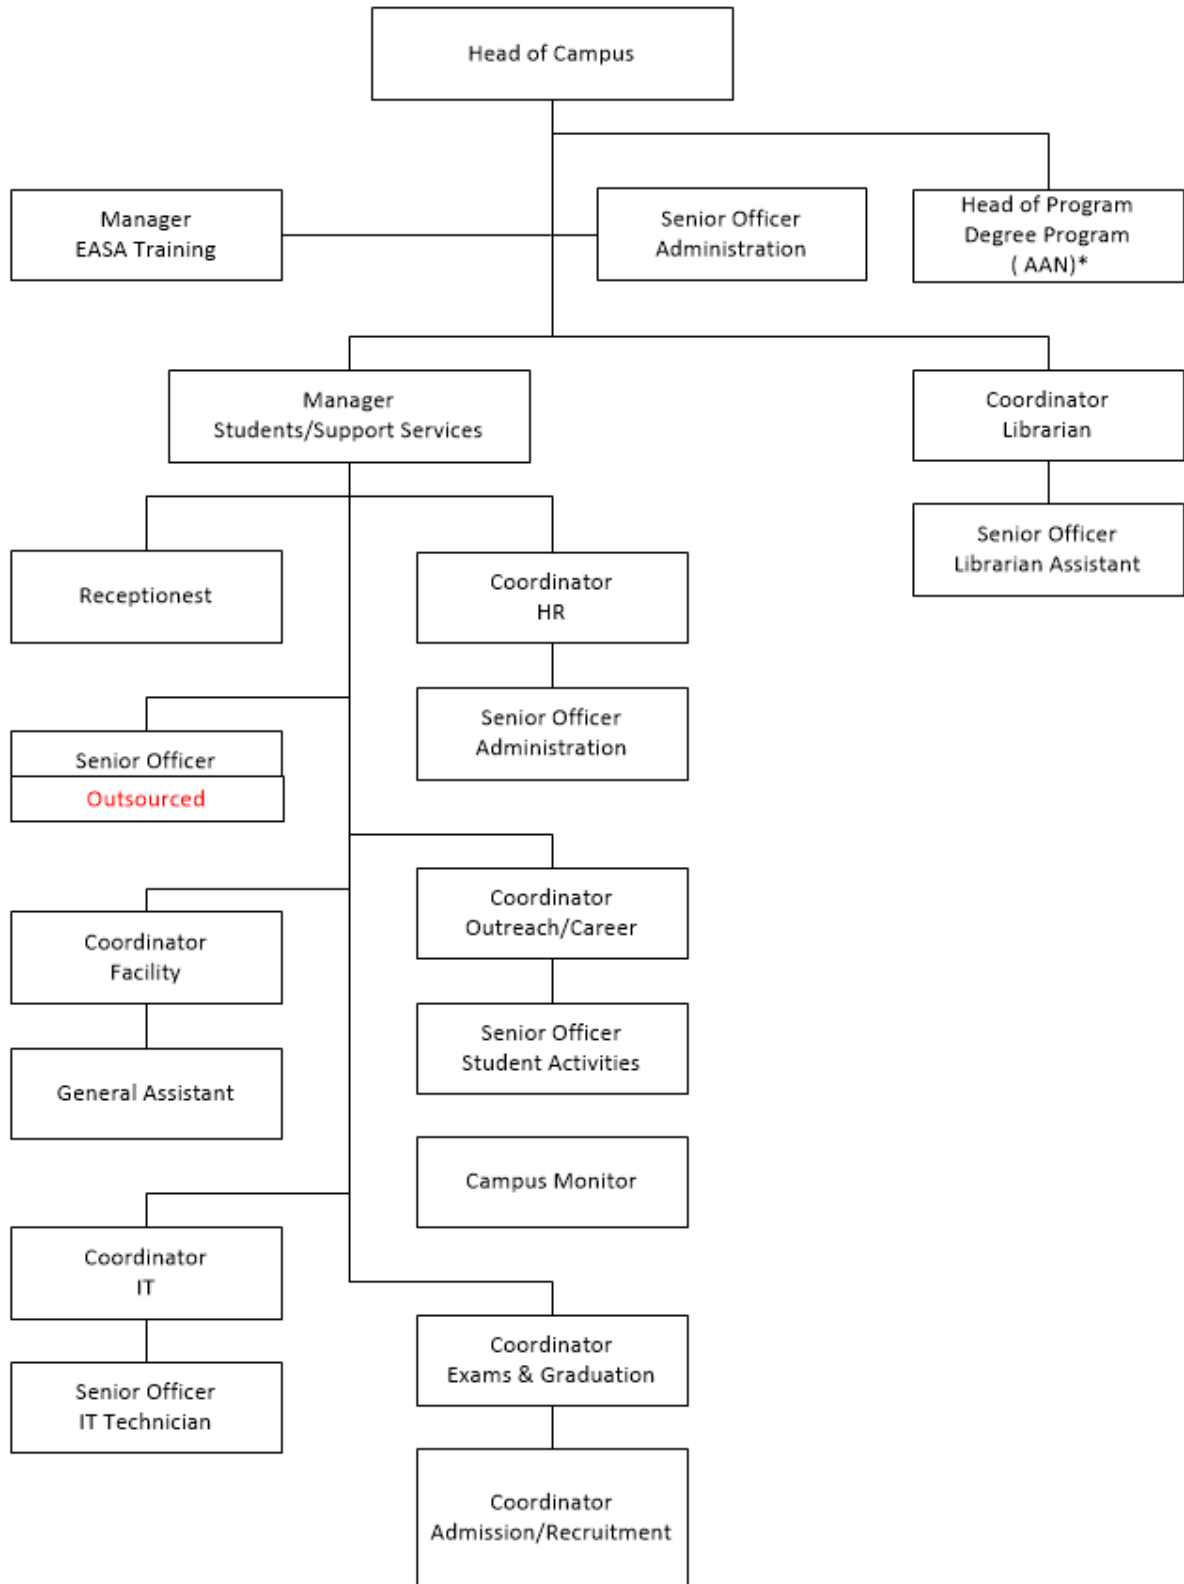 Head of Campus
Manager
EASA Training
Senior Officer
Administration
Head of Program
Degree Program
( AAN)*
Manager
Students/Support Services
Coordinator
Librarian
Senior Officer
Librarian Assistant
Receptionest
Coordinator
HR
Senior Officer
Administration
Senior Officer
Outsourced
Coordinator
Outreach/Career
Coordinator
Facility
Senior Officer
Student Activities
General Assistant
Campus Monitor
Coordinator
IT
Coordinator
Exams & Graduation
Senior Officer
IT Technician
Coordinator
Admission/Recruitment